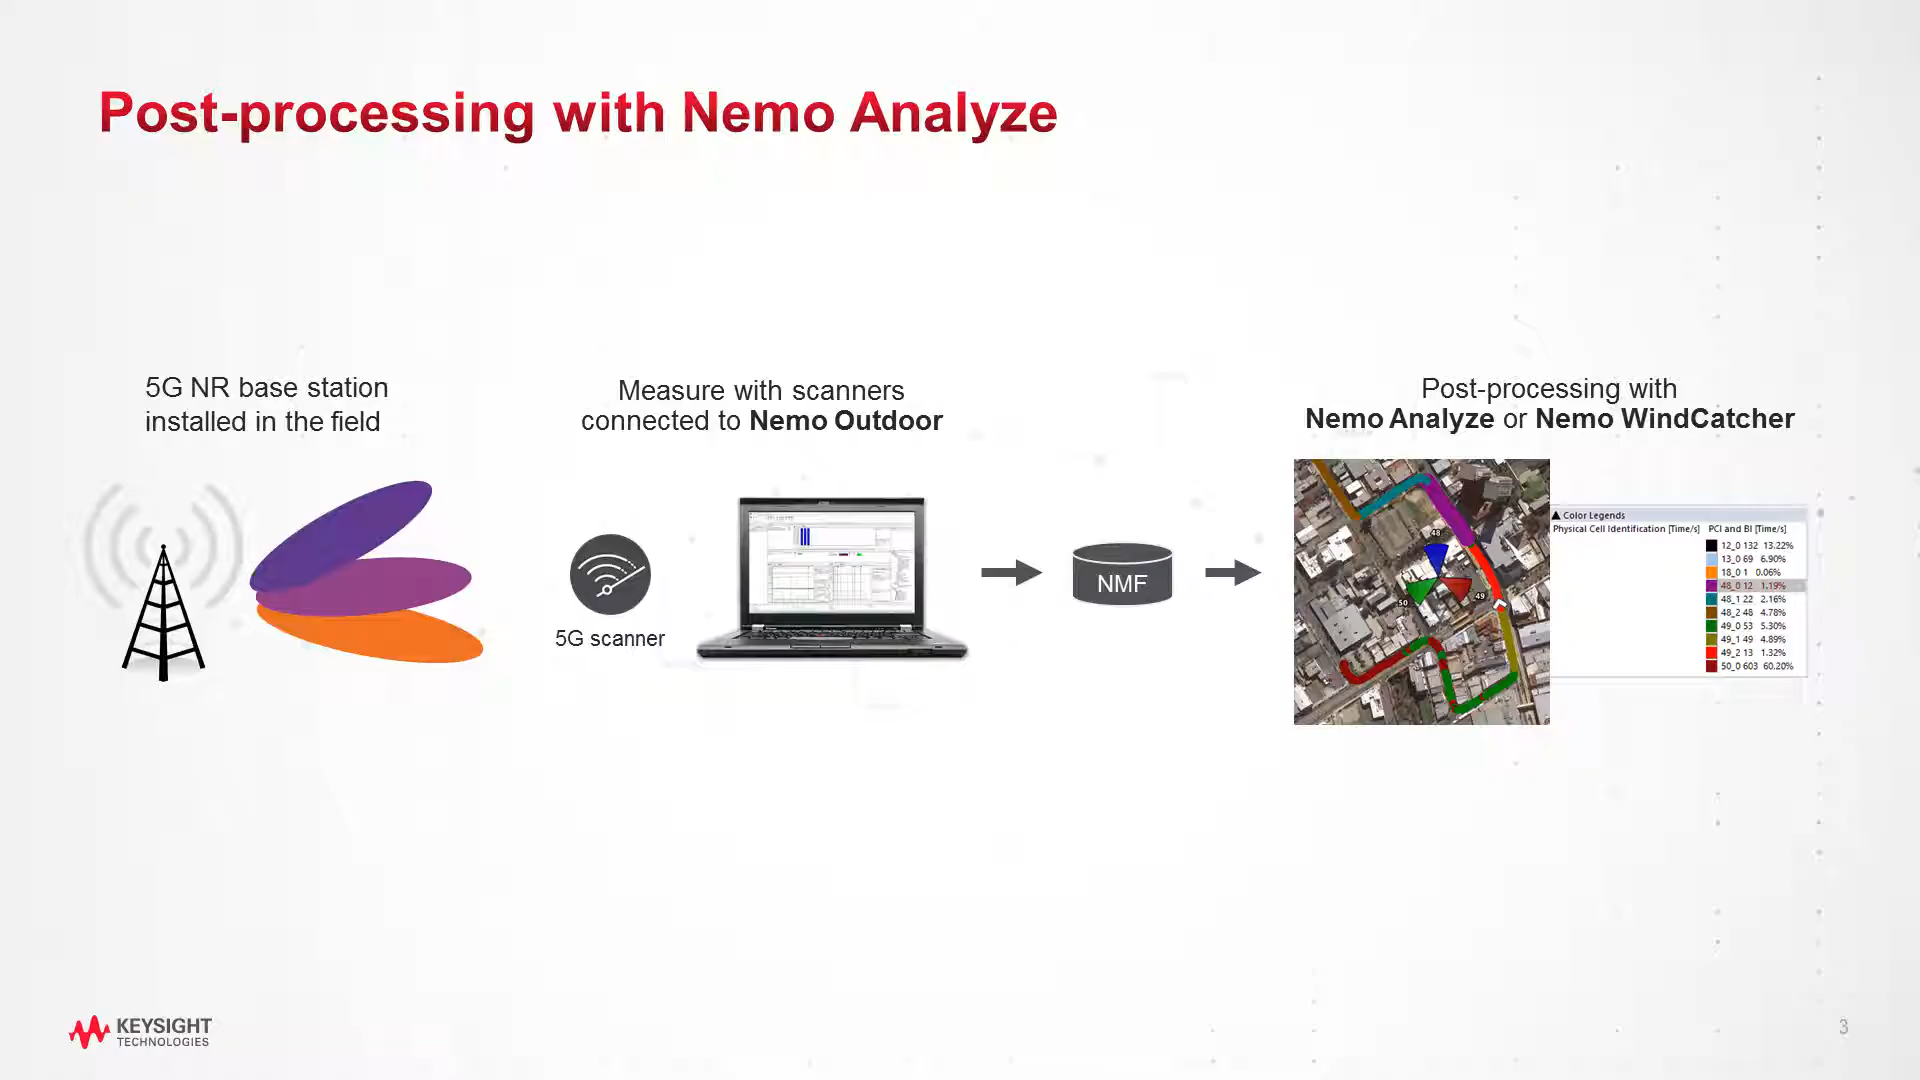 Post-processing with Nemo Analyze
5G NR base station
installed in the field
Measure with scanners
connected to Nemo Outdoor
5G scanner
NMF
Post-processing with
Nemo Analyze or Nemo WindCatcher
48
49
50
Color Legends
Physical Cell Identification [Time/s] PCI and BI [Time/s]
12_0 132 13.22%
13_0 69 6.90%
18_0 1 0.06%
48_0 12 1.19%
48_1 22 2.16%
48_2 48 4.78%
49_0 53 5.30%
49_1 49 4.89%
49_2 13 1.32%
50_0 603 60.20%
KEYSIGHT
TECHNOLOGIES
3